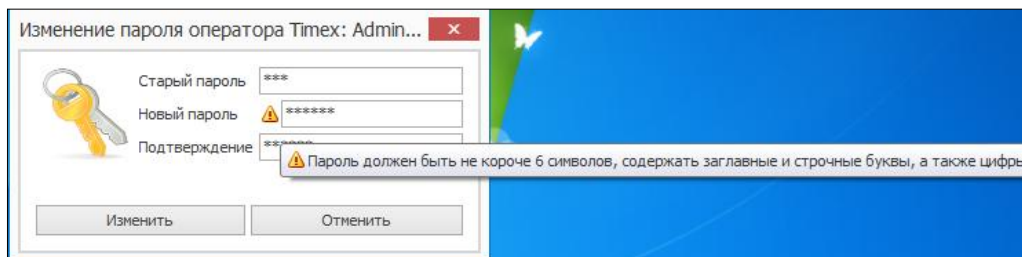 Изменение пароля оператора Timex: Admin...
Старый пароль ***
Новый пароль ******
Подтверждение
Пароль должен быть не короче 6 символов, содержать заглавные и строчные буквы, а также цифры
Изменить Отменить